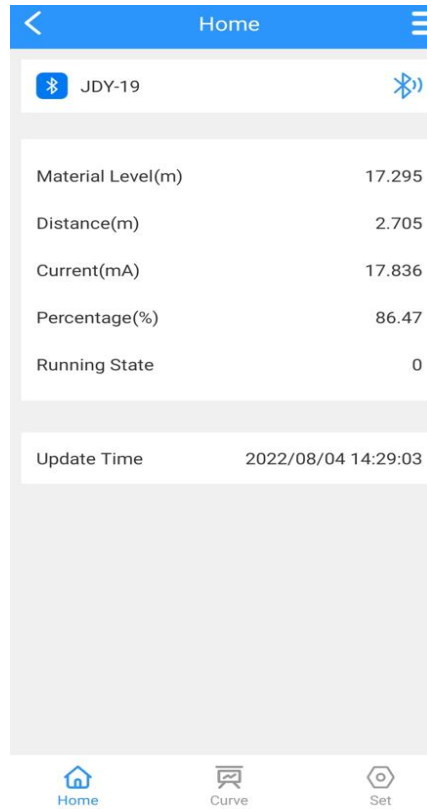 Home
JDY-19
Material Level(m) 17.295
Distance(m) 2.705
Current(mA) 17.836
Percentage(%) 86.47
Running State 0
Update Time 2022/08/04 14:29:03
Home Curve Set